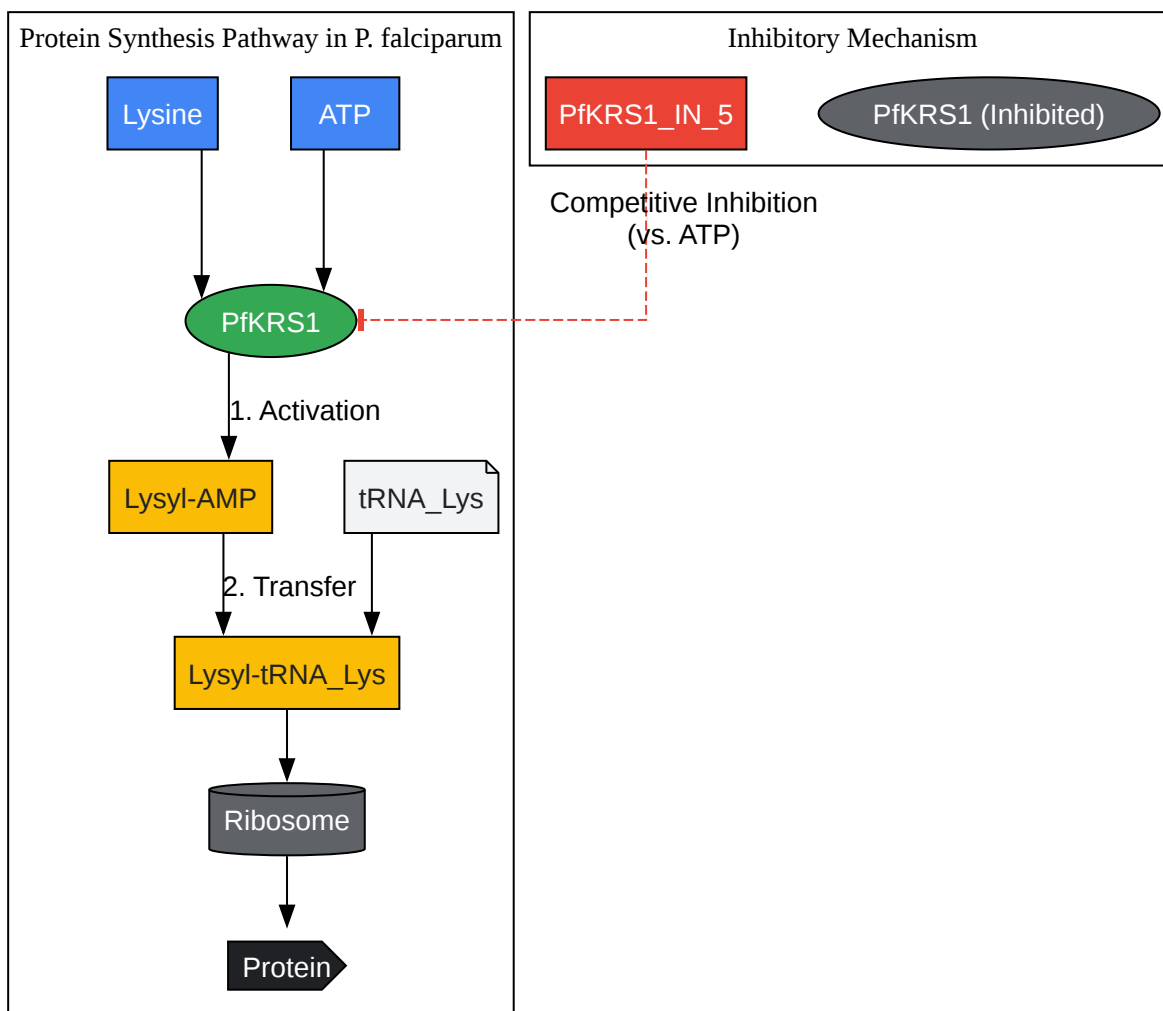 Protein Synthesis Pathway in P. falciparum
Inhibitory Mechanism
Lysine
ATP
PfKRS1_IN_5
PfKRS1 (Inhibited)
Competitive Inhibition
(vs. ATP)
PfKRS1
1. Activation
Lysyl-AMP
tRNA_Lys
2. Transfer
Lysyl-tRNA_Lys
Ribosome
Protein